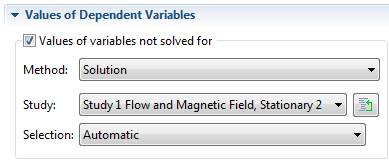 Values of Dependent Variables
Values of variables not solved for
Method: Solution
Study: Study 1 Flow and Magnetic Field, Stationary 2
Selection: Automatic